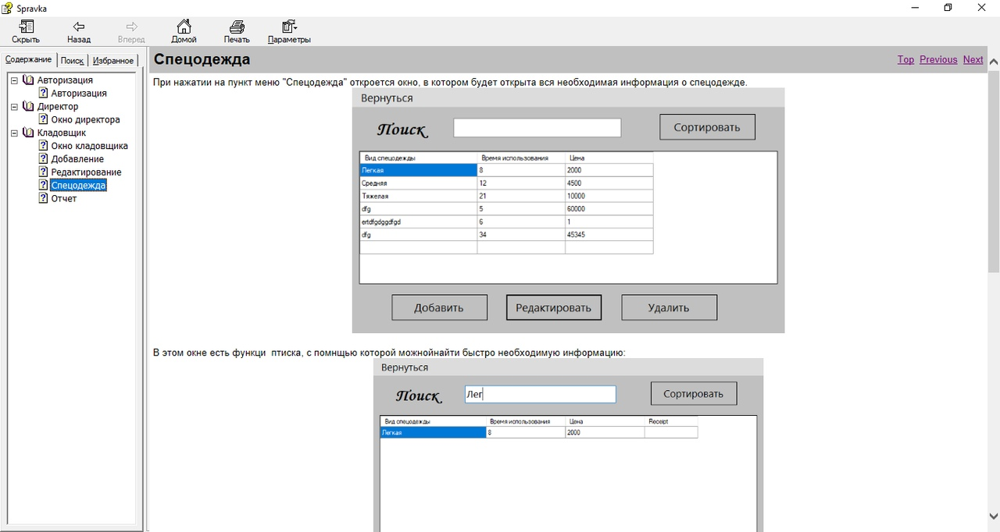 Spravka
Скрыть Назад Вперед Домой Печать Параметры
Содержание Поиск Избранное
Авторизация
Авторизация
Директор
Окно директора
Кладовщик
Окно кладовщика
Добавление
Редактирование
Спецодежда
Отчет
Спецодежда
Top Previous Next
При нажатии на пункт меню "Спецодежда" откроется окно, в котором будет открыта вся необходимая информация о спецодежде.
Вернуться
Поиск Сортировать
Вид спецодежды Время использования Цена
Легкая 8 2000
Средняя 12 4500
Тяжелая 21 10000
dfg 5 60000
ertdfgdggdfgd 6 1
dfg 34 45345
Добавить Редактировать Удалить
В этом окне есть функци птиска, с помнщью которой можнойнайти быстро необходимую информацию:
Вернуться
Поиск Лег Сортировать
Вид спецодежды Время использования Цена Receipt
Легкая 8 2000